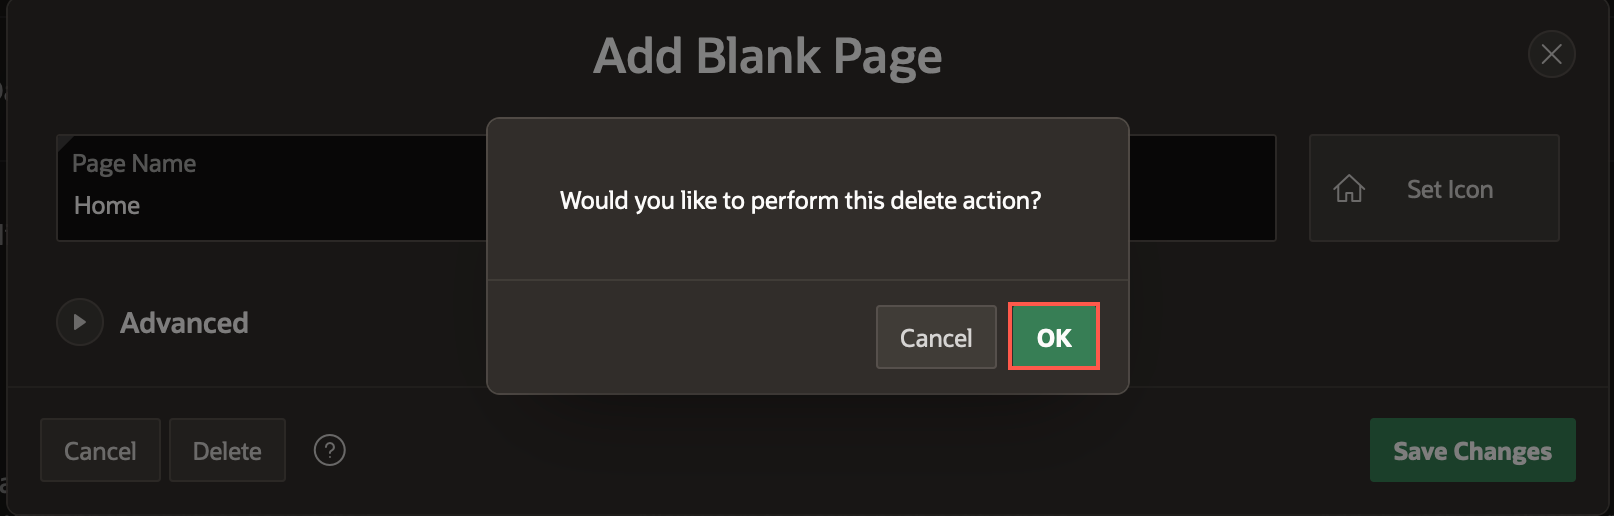 Add Blank Page
Page Name
Home
Set Icon
Would you like to perform this delete action?
Advanced
Cancel
OK
Cancel
Delete
?
Save Changes